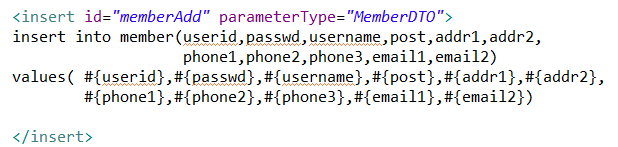 <insert id="memberAdd" parameterType="MemberDTO">
insert into member(userid,passwd,username,post,addr1,addr2,
phone1,phone2,phone3,email1,email2)
values( #{userid},#{passwd},#{username},#{post},#{addr1},#{addr2},
#{phone1},#{phone2},#{phone3},#{email1},#{email2})
</insert>